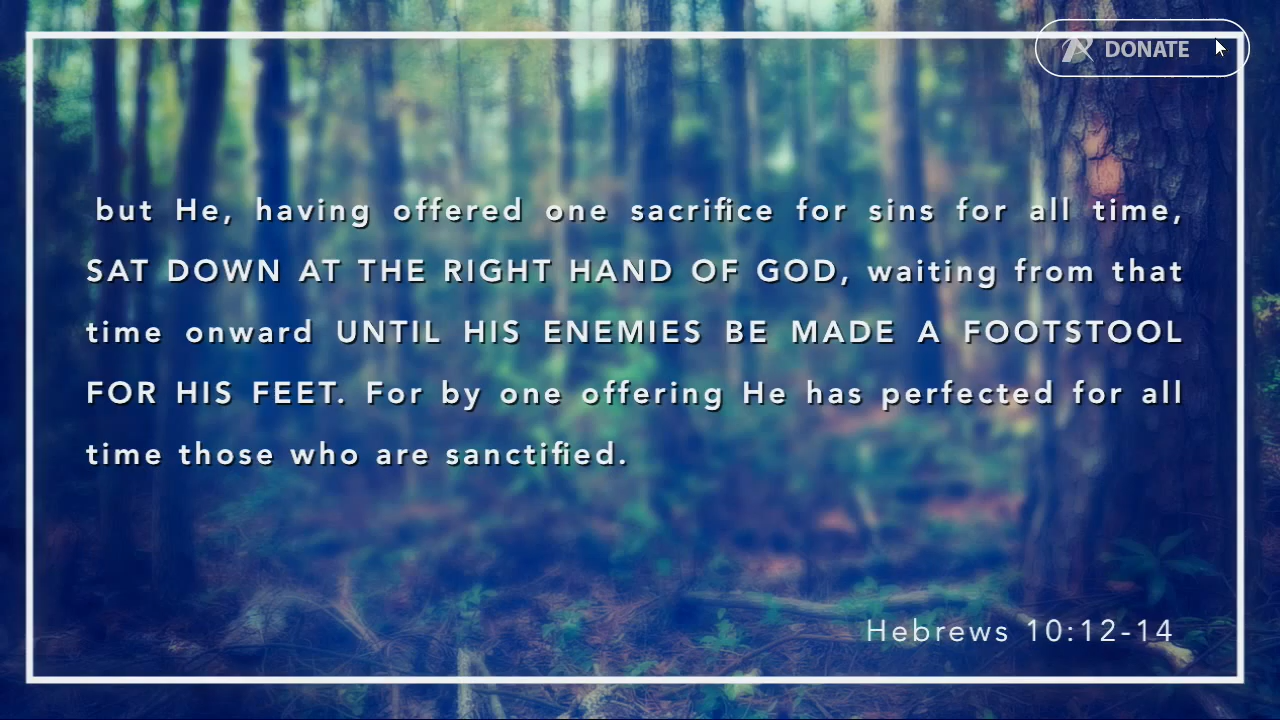 DONATE
but He, having offered one sacrifice for sins for all time,
SAT DOWN AT THE RIGHT HAND OF GOD, waiting from that
time onward UNTIL HIS ENEMIES BE MADE A FOOTSTOOL
FOR HIS FEET. For by one offering He has perfected for all
time those who are sanctified.
Hebrews 10:12-14